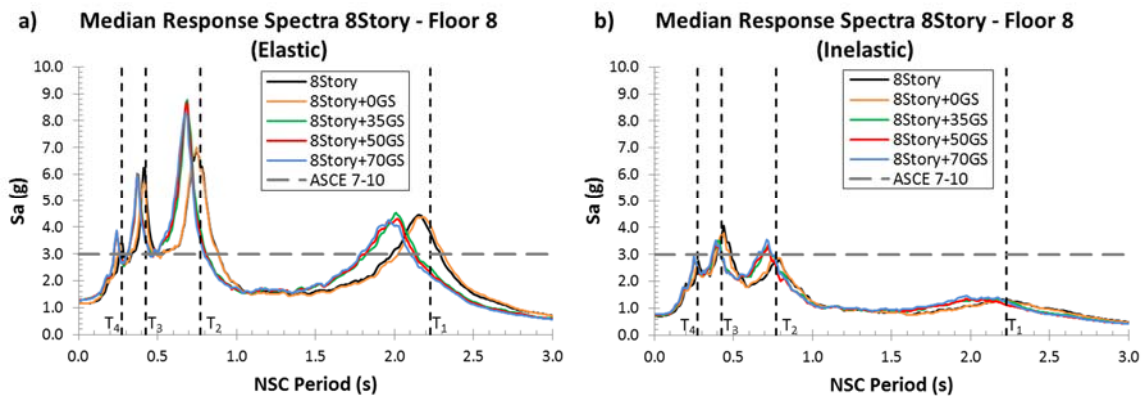 a) Median Response Spectra 8Story - Floor 8
(Elastic)
10.0
9.0
8.0
7.0
6.0
5.0
4.0
3.0
2.0
1.0
0.0
Sa (g)
8Story
8Story+0GS
8Story+35GS
8Story+50GS
8Story+70GS
ASCE 7-10
T4 T3 T2 T1
0.0 0.5 1.0 1.5 2.0 2.5 3.0
NSC Period (s)
b) Median Response Spectra 8Story - Floor 8
(Inelastic)
10.0
9.0
8.0
7.0
6.0
5.0
4.0
3.0
2.0
1.0
0.0
Sa (g)
8Story
8Story+0GS
8Story+35GS
8Story+50GS
8Story+70GS
ASCE 7-10
T4 T3 T2 T1
0.0 0.5 1.0 1.5 2.0 2.5 3.0
NSC Period (s)